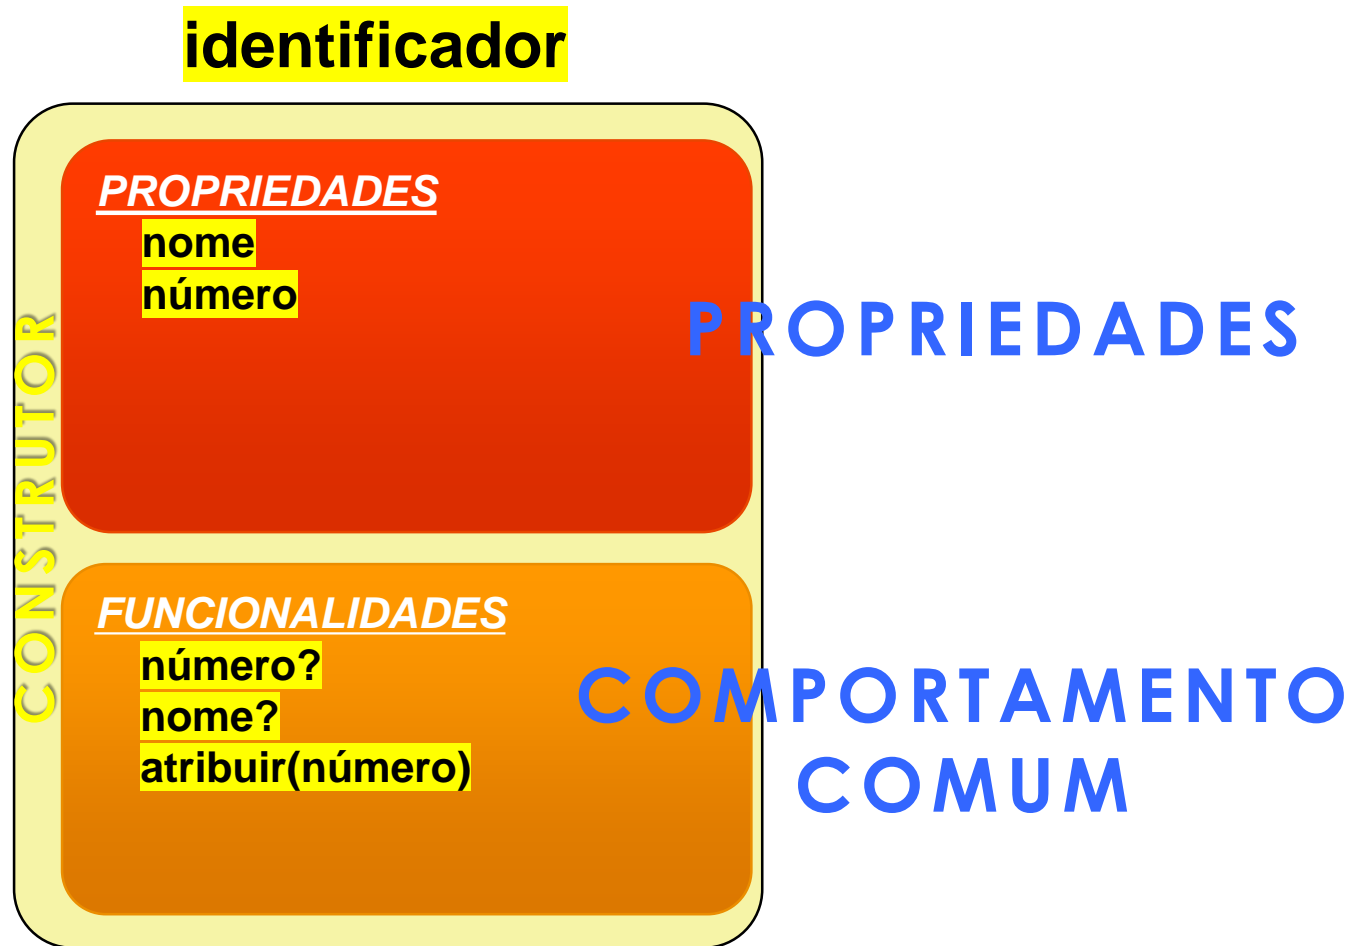 identificador
CONSTRUTOR
PROPRIEDADES
nome
número
PROPRIEDADES
FUNCIONALIDADES
número?
nome?
atribuir(número)
COMPORTAMENTO
COMUM